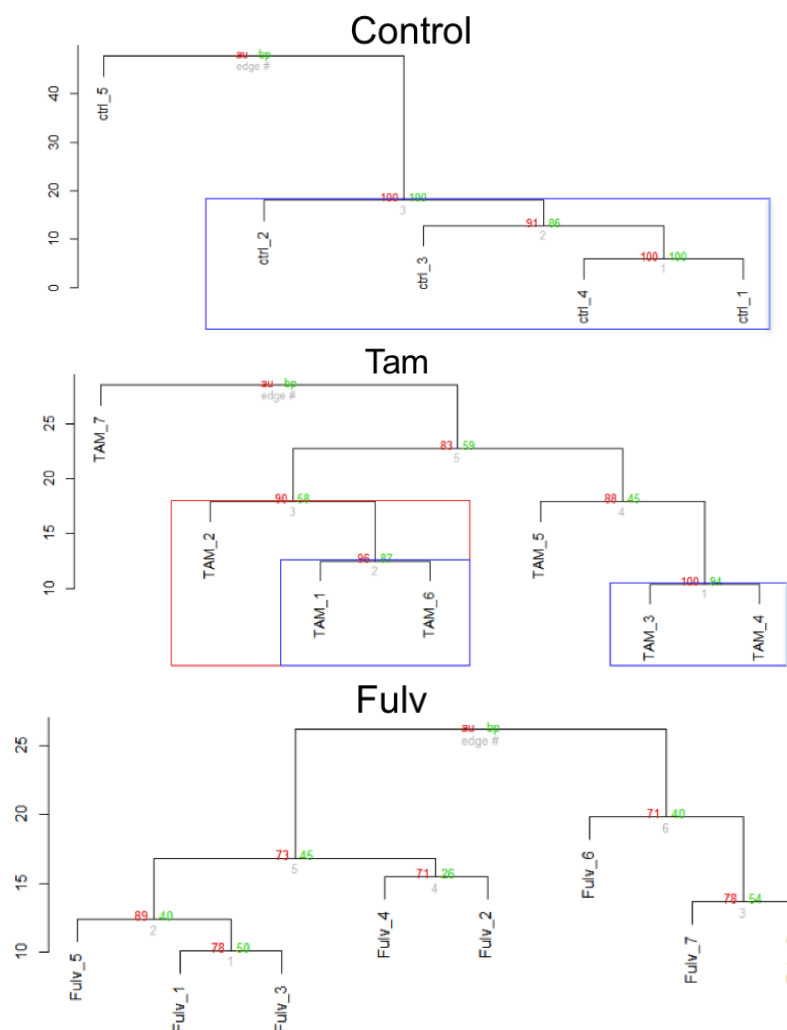 Control
au bp
edge #
40
30
20
10
0
ctrl_5
100 100
3
ctrl_2
91 86
2
ctrl_3
100 100
1
ctrl_4
ctrl_1
Tam
au bp
edge #
25
20
15
10
TAM_7
83 59
5
90 58
3
88 45
4
TAM_2
TAM_5
96 87
2
100 94
1
TAM_1
TAM_6
TAM_3
TAM_4
Fulv
au bp
edge #
25
20
15
10
71 40
6
73 45
5
Fulv_6
71 26
4
78 54
3
89 40
2
Fulv_4
Fulv_2
Fulv_7
78 50
1
Fulv_5
Fulv_1
Fulv_3